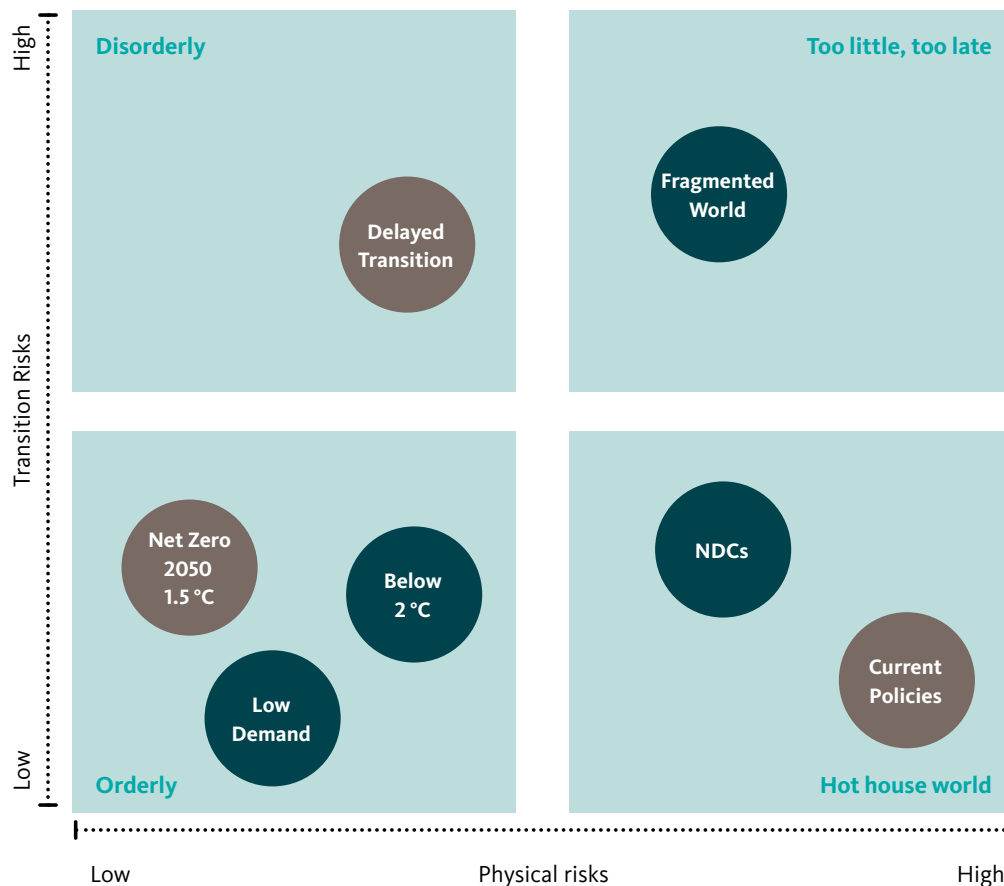 High
Transition Risks
Low
Disorderly
Delayed
Transition
Too little, too late
Fragmented
World
Net Zero
2050
1.5 °C
Below
2 °C
Low
Demand
Orderly
NDCs
Current
Policies
Hot house world
Low
Physical risks
High